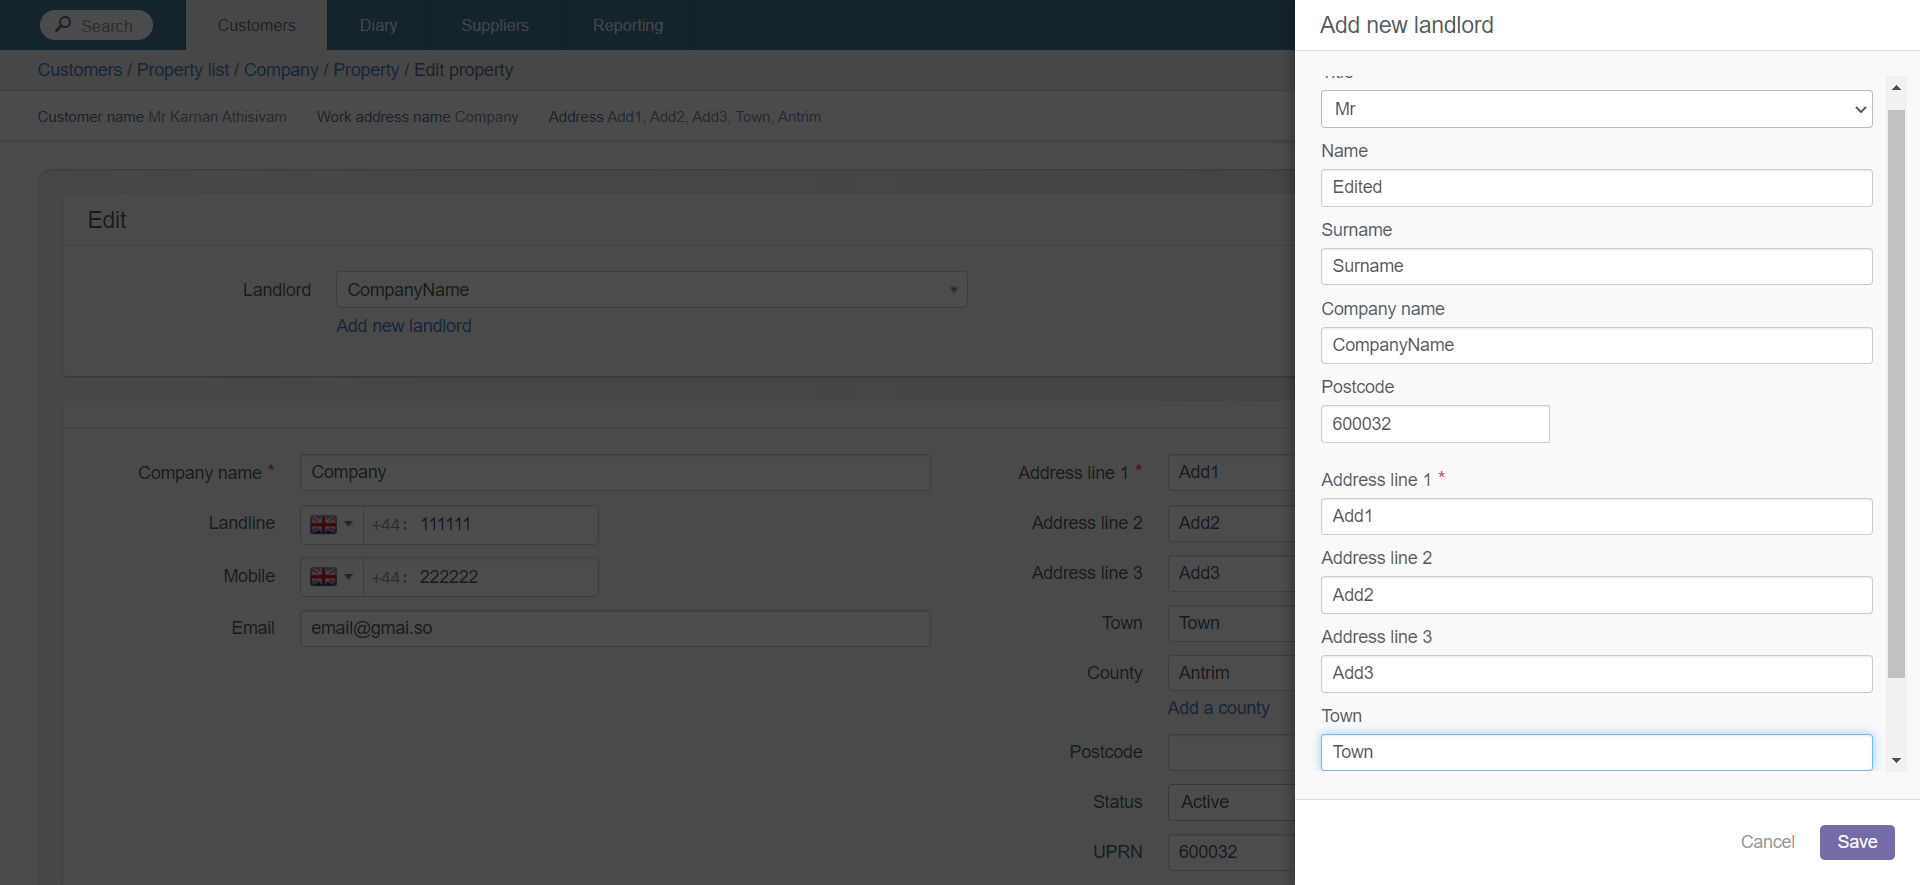 Search
Customers
Diary
Suppliers
Reporting
Customers / Property list / Company / Property / Edit property
Customer name Mr Karnan Athisivam
Work address name Company
Address Add1, Add2, Add3, Town, Antrim
Edit
Landlord
CompanyName
Add new landlord
Company name *
Company
Landline
+44: 111111
Mobile
+44: 222222
Email
email@gmai.so
Address line 1 *
Add1
Address line 2
Add2
Address line 3
Add3
Town
Town
County
Antrim
Add a county
Postcode
Status
Active
UPRN
600032
Add new landlord
Mr
Name
Edited
Surname
Surname
Company name
CompanyName
Postcode
600032
Address line 1 *
Add1
Address line 2
Add2
Address line 3
Add3
Town
Town
Cancel
Save